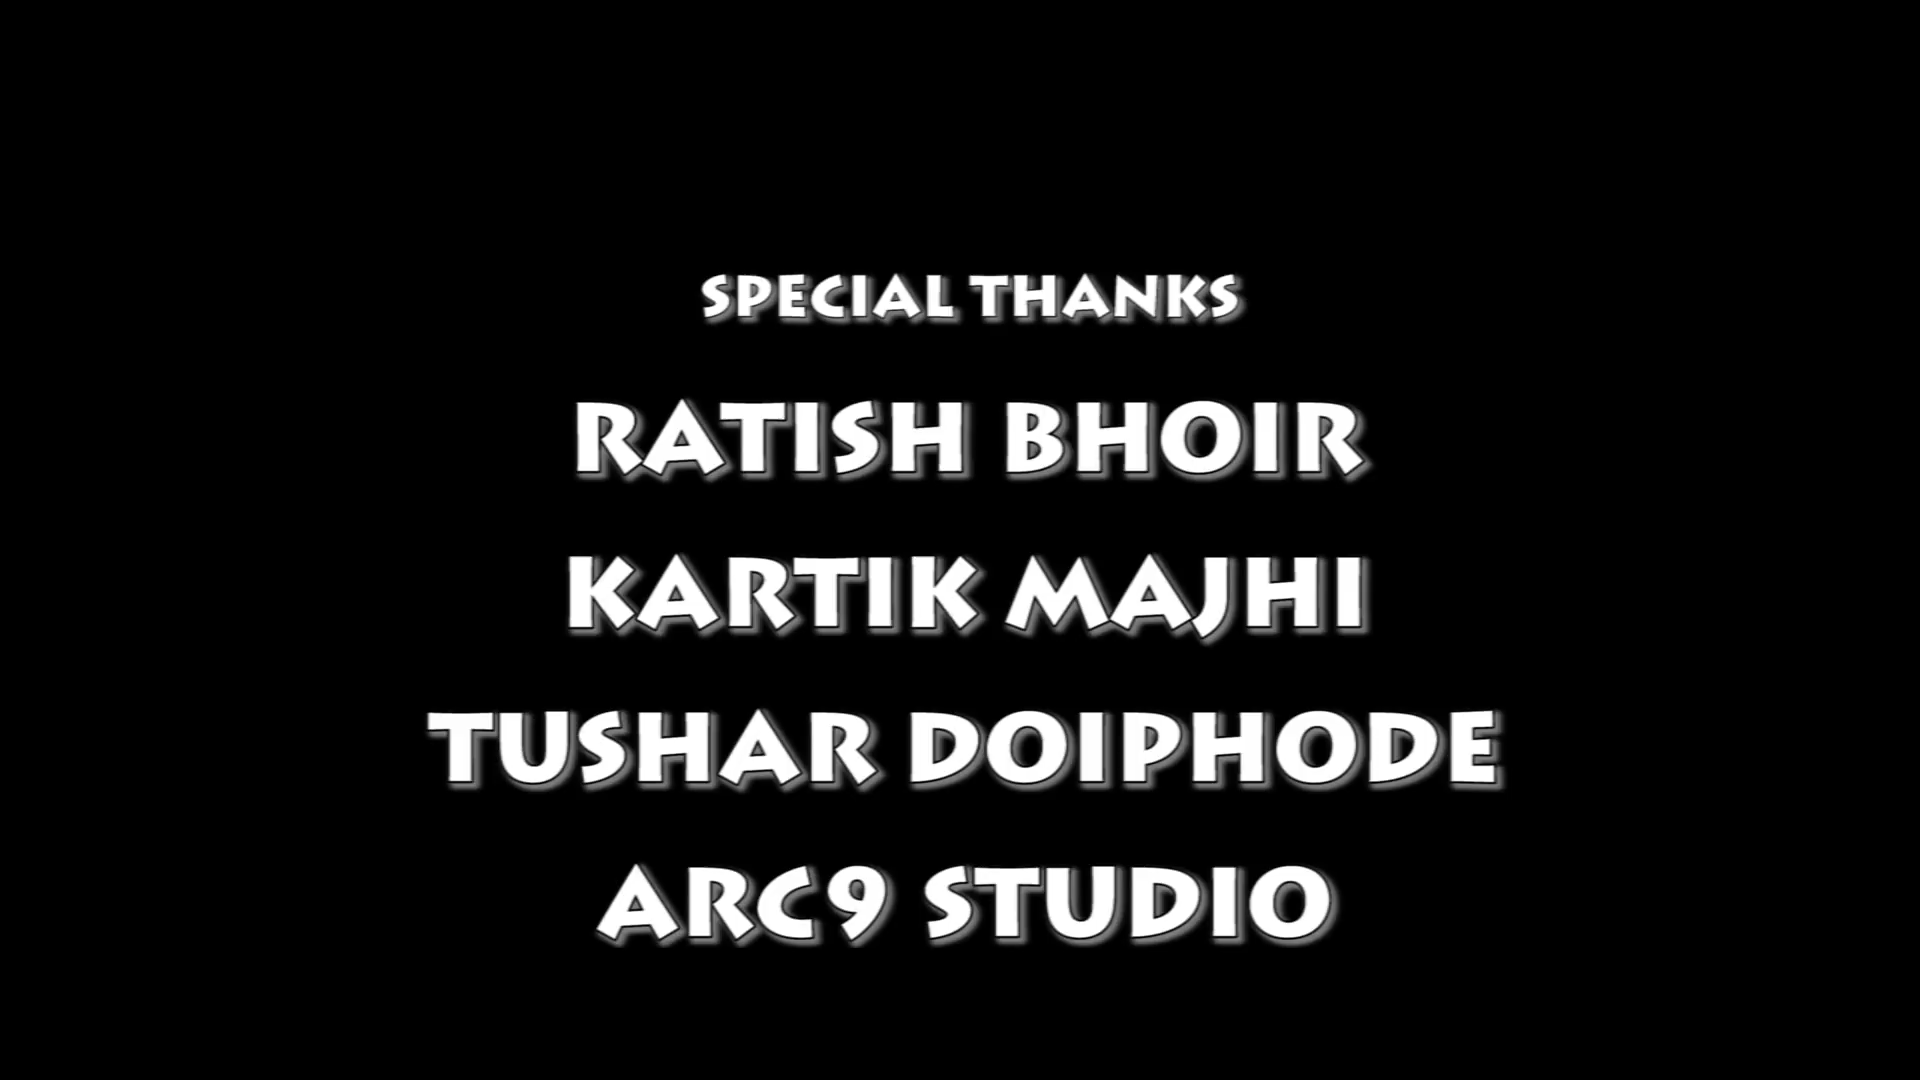 SPECIAL THANKS
RATISH BHOIR
KARTIK MAJHI
TUSHAR DOIPHODE
ARC9 STUDIO